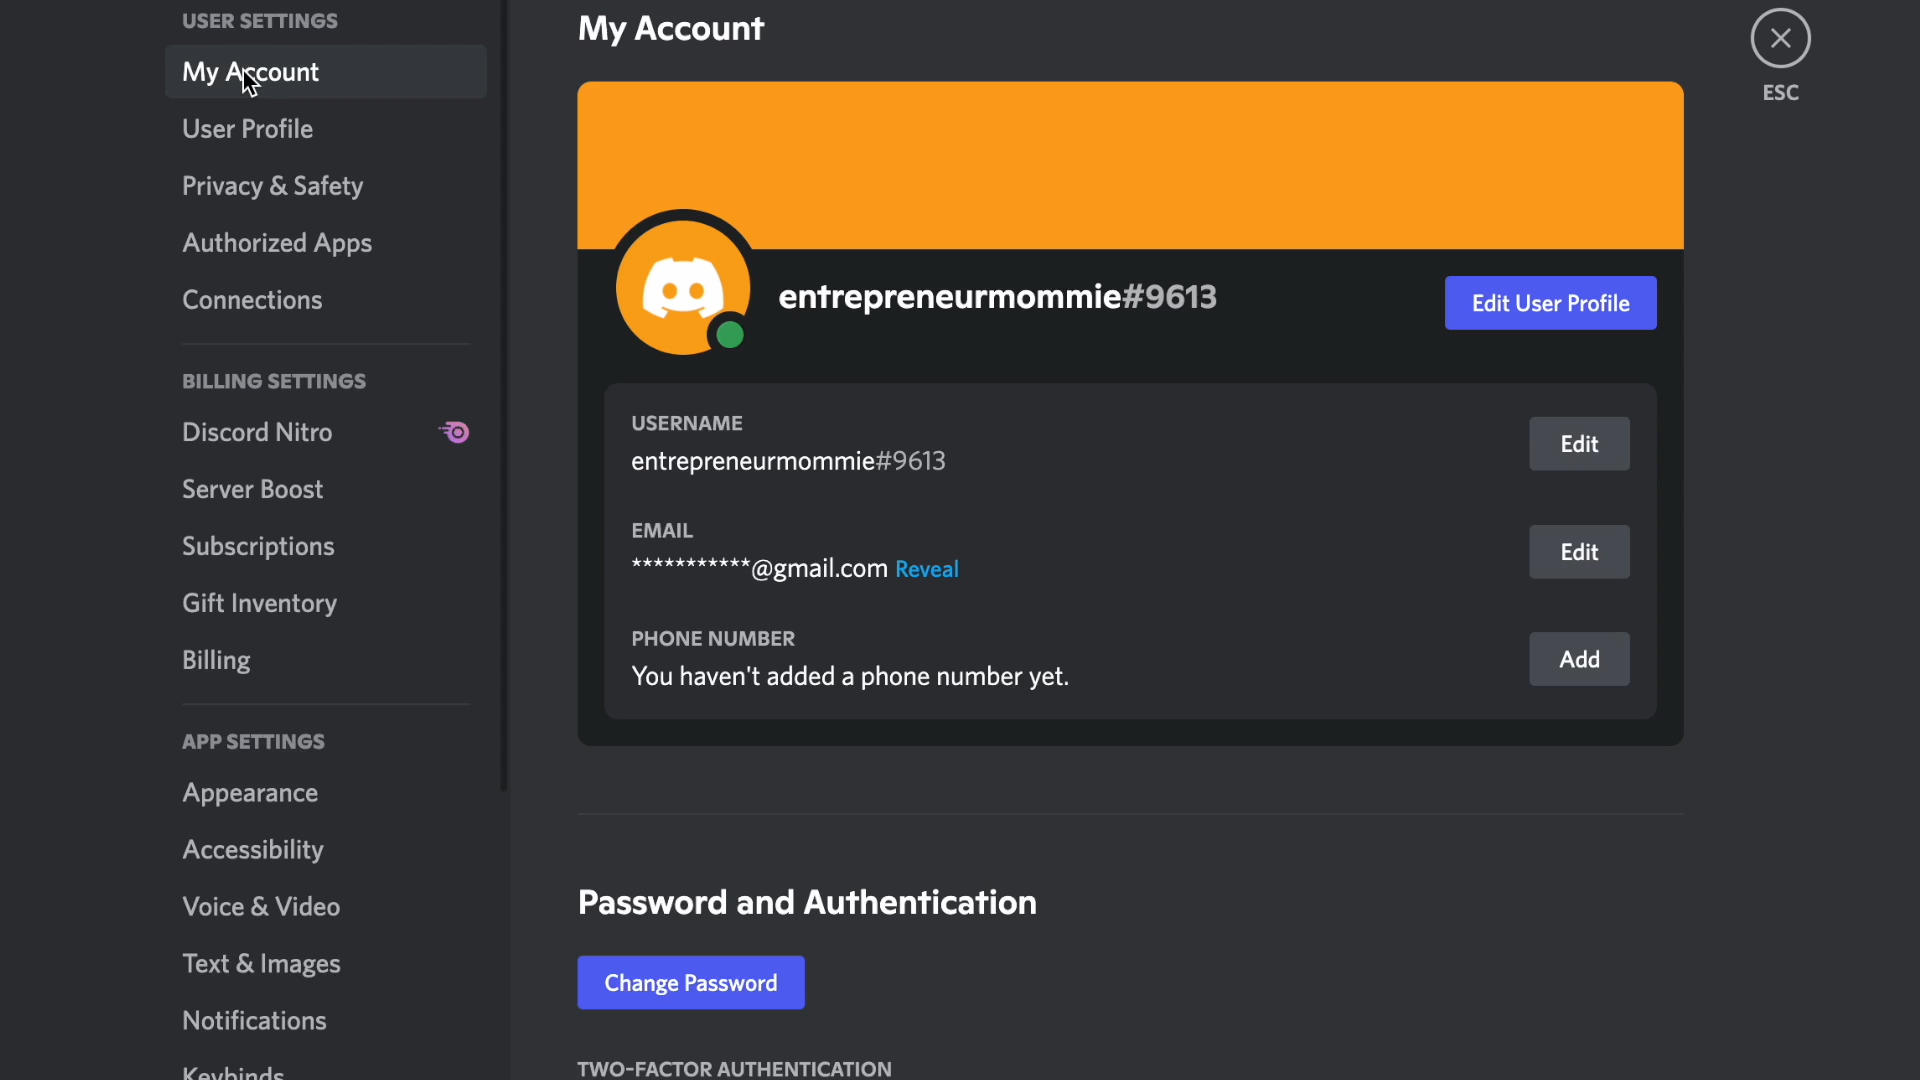 USER SETTINGS
My Account
User Profile
Privacy & Safety
Authorized Apps
Connections
BILLING SETTINGS
Discord Nitro
Server Boost
Subscriptions
Gift Inventory
Billing
APP SETTINGS
Appearance
Accessibility
Voice & Video
Text & Images
Notifications
Keybinds
My Account
ESC
entrepreneurmommie#9613
Edit User Profile
USERNAME
entrepreneurmommie#9613
Edit
EMAIL
***********@gmail.com Reveal
Edit
PHONE NUMBER
You haven't added a phone number yet.
Add
Password and Authentication
Change Password
TWO-FACTOR AUTHENTICATION